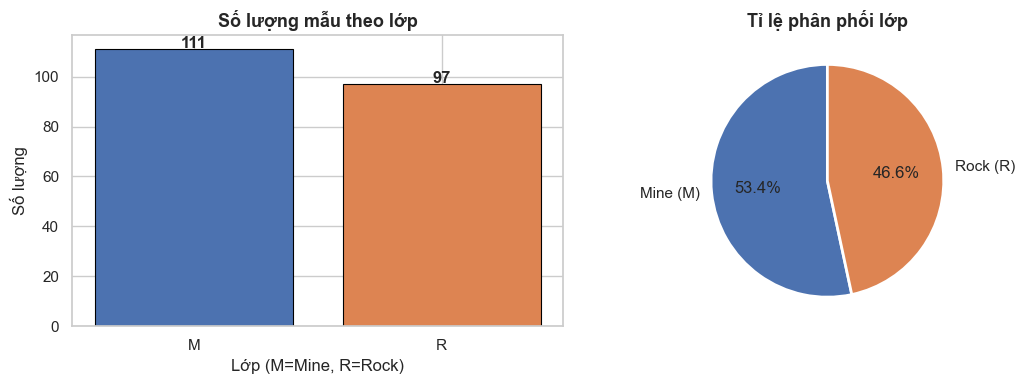 Số lượng mẫu theo lớp
111
97
100
80
60
40
20
0
Số lượng
M
R
Lớp (M=Mine, R=Rock)
Tỉ lệ phân phối lớp
Mine (M)
53.4%
46.6%
Rock (R)